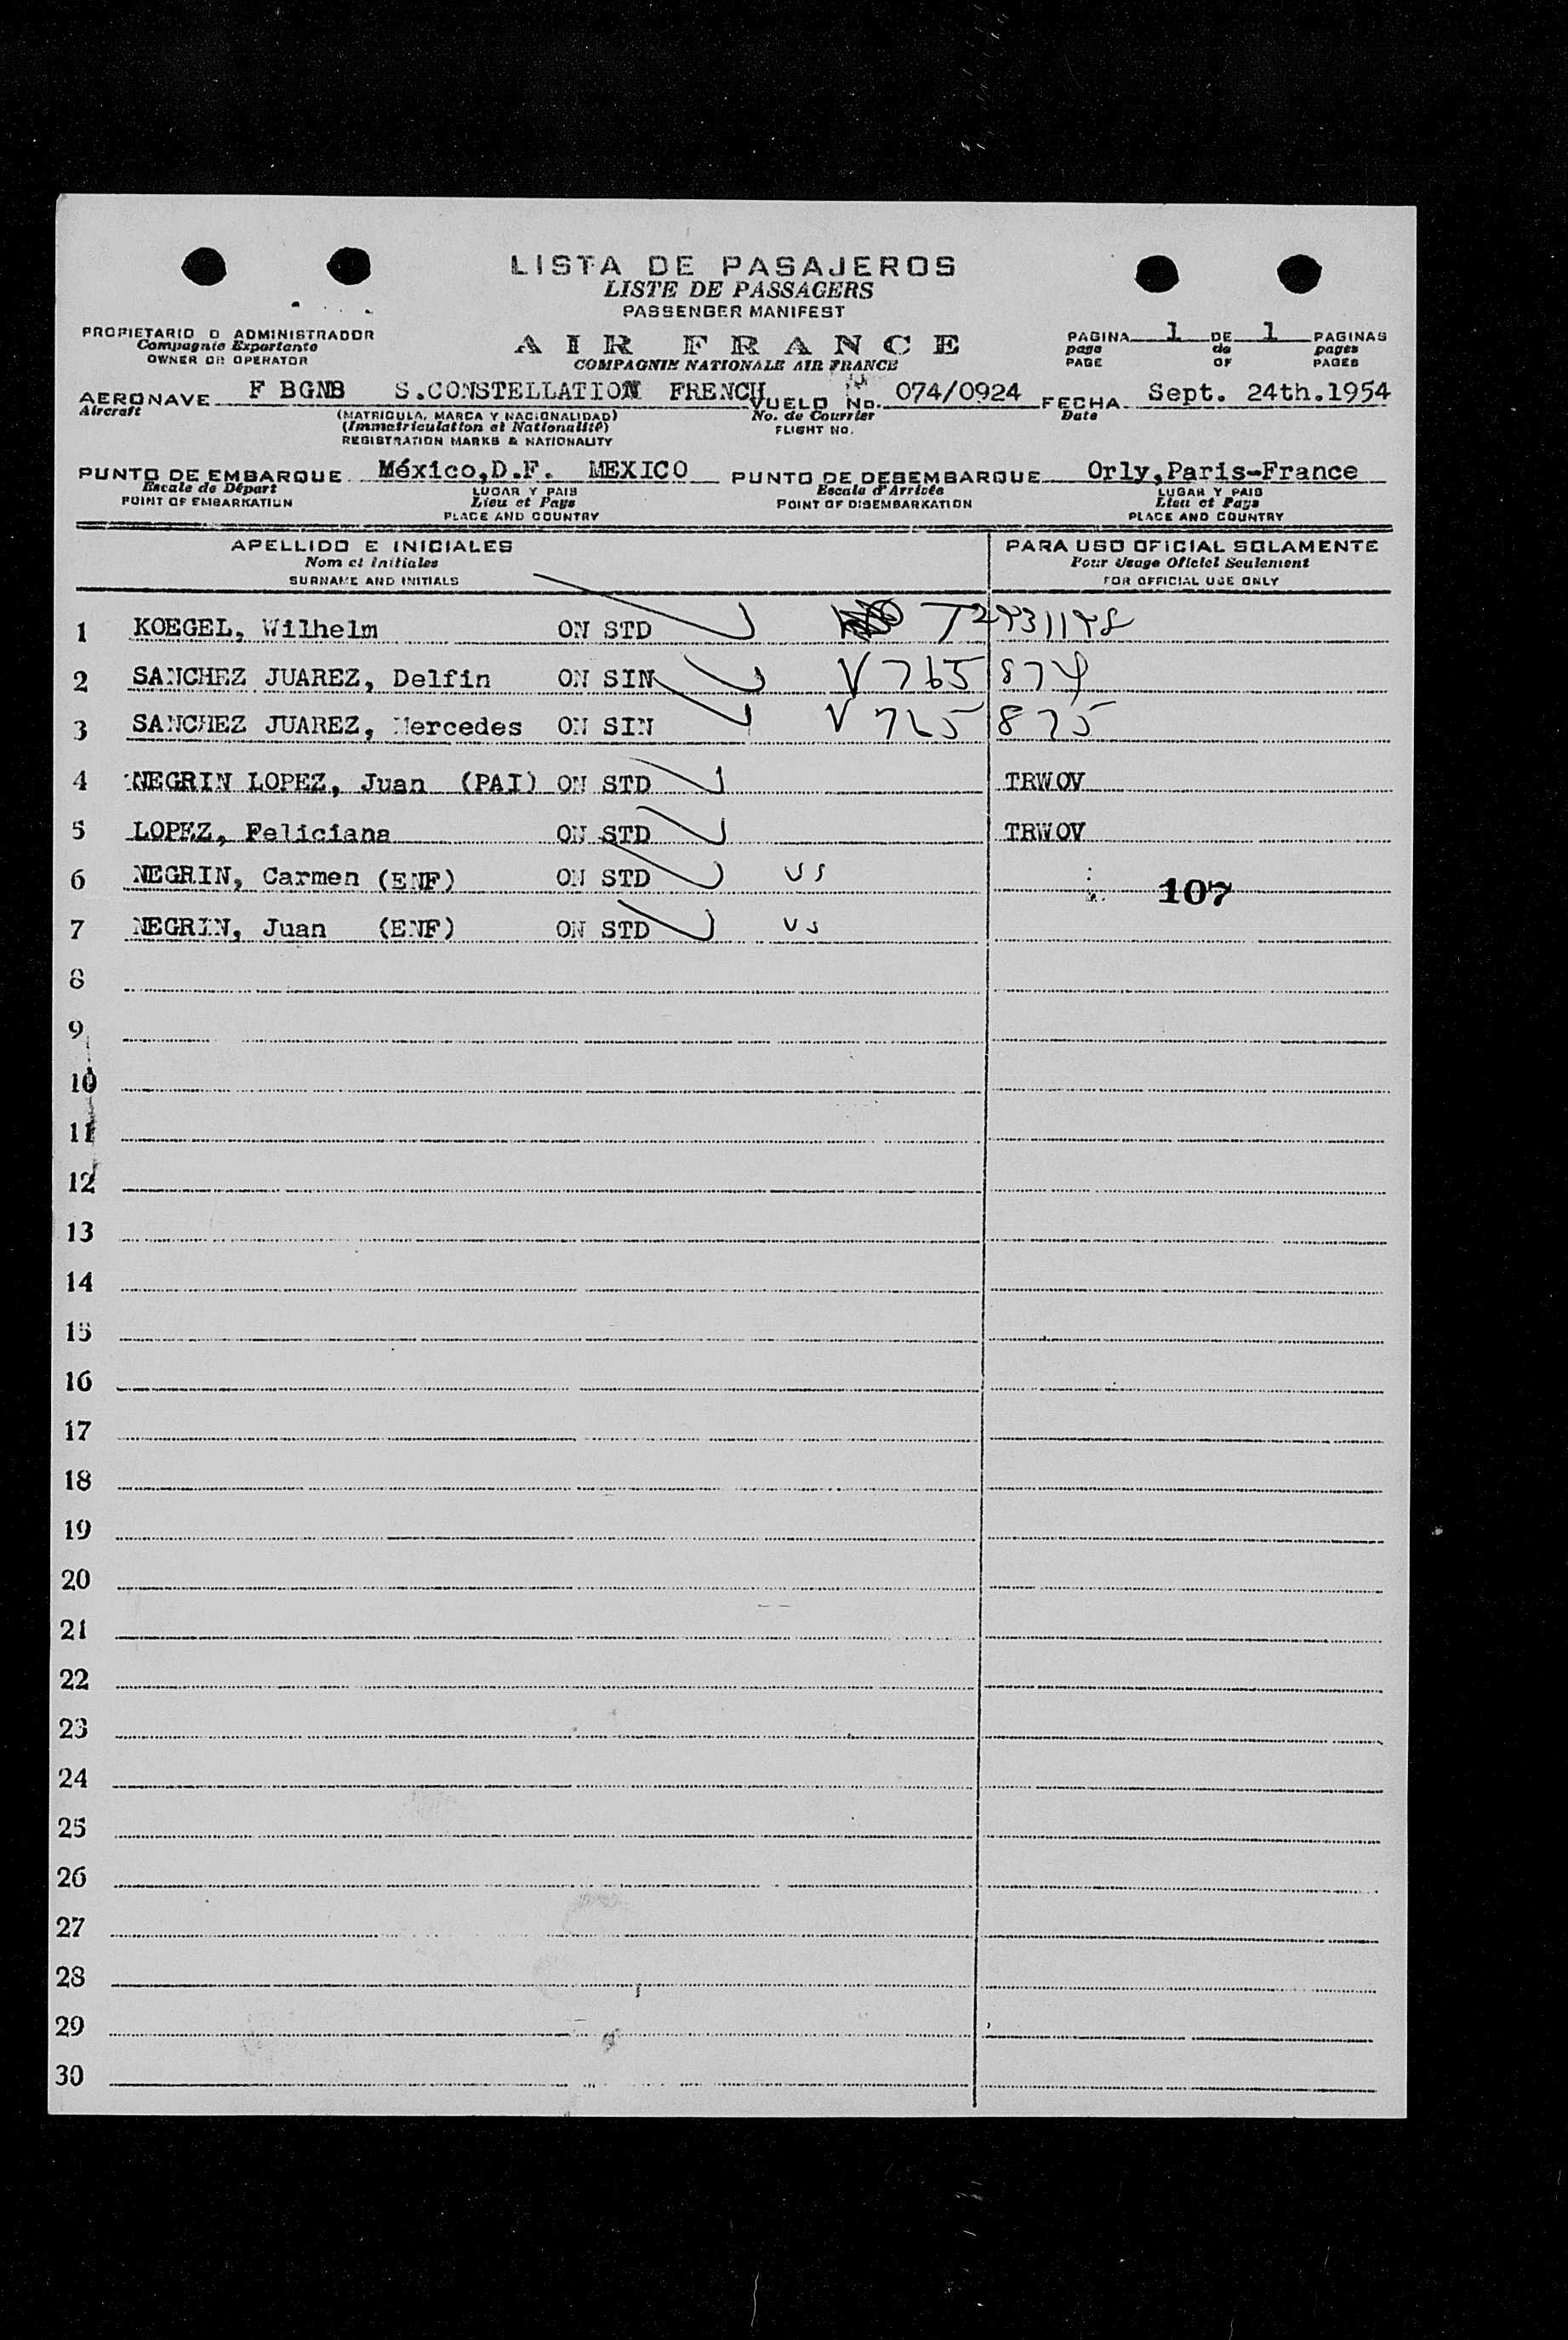 LISTA DE PASAJEROS
LISTE DE PASSAGERS
PASSENGER MANIFEST
PROPIETARIO O ADMINISTRADOR
Compagnie Exportante
OWNER OR OPERATOR
AIR FRANCE
COMPAGNIE NATIONALE AIR FRANCE
PAGINA 1 DE 1 PAGINAS
page de pages
PAGE OF PAGES
AERONAVE F BGNB S.CONSTELLATION FRENCH VUELO No. 074/0924 FECHA Sept. 24th.1954
Aircraft (MATRICULA, MARCA Y NACIONALIDAD) No. de Courrier Date
(Immatriculation et Nationalité) FLIGHT NO.
REGISTRATION MARKS & NATIONALITY
PUNTO DE EMBARQUE México,D.F. MEXICO PUNTO DE DESEMBARQUE Orly,Paris-France
Escale de Départ LUGAR Y PAIS Escale d'Arrivée LUGAR Y PAIS
POINT OF EMBARKATION Lieu et Pays POINT OF DISEMBARKATION Lieu et Pays
PLACE AND COUNTRY PLACE AND COUNTRY
APELLIDO E INICIALES PARA USO OFICIAL SOLAMENTE
Nom et Initiales Pour Usage Officiel Seulement
SURNAME AND INITIALS FOR OFFICIAL USE ONLY
1 KOEGEL, Wilhelm ON STD
2 SANCHEZ JUAREZ, Delfin ON SIN V 765 874
3 SANCHEZ JUAREZ, Mercedes ON SIN V 765 875
4 NEGRIN LOPEZ, Juan (PAI) ON STD TRWOV
5 LOPEZ, Feliciana ON STD TRWOV
6 NEGRIN, Carmen (ENF) ON STD US 107
7 NEGRIN, Juan (ENF) ON STD US
8
9
10
11
12
13
14
15
16
17
18
19
20
21
22
23
24
25
26
27
28
29
30